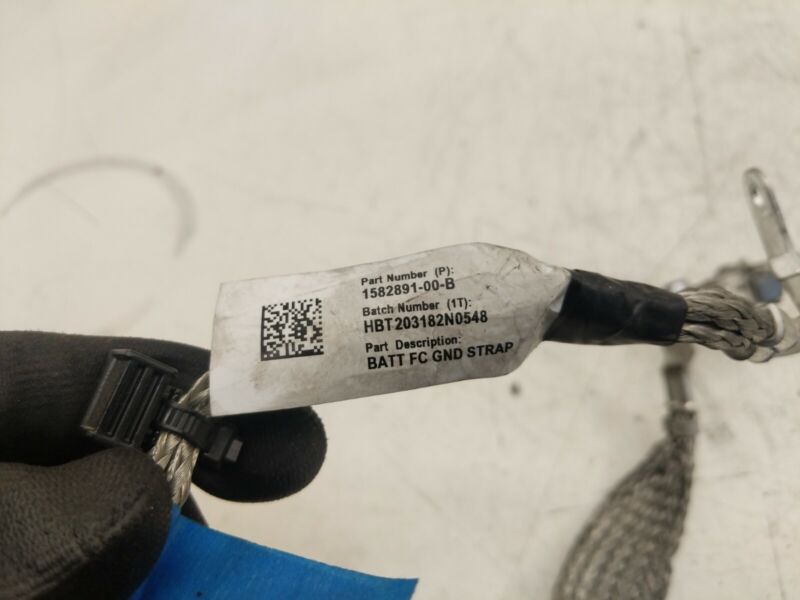 Part Number (P):
1582891-00-B
Batch Number (1T):
HBT203182N0548
Part Description:
BATT FC GND STRAP